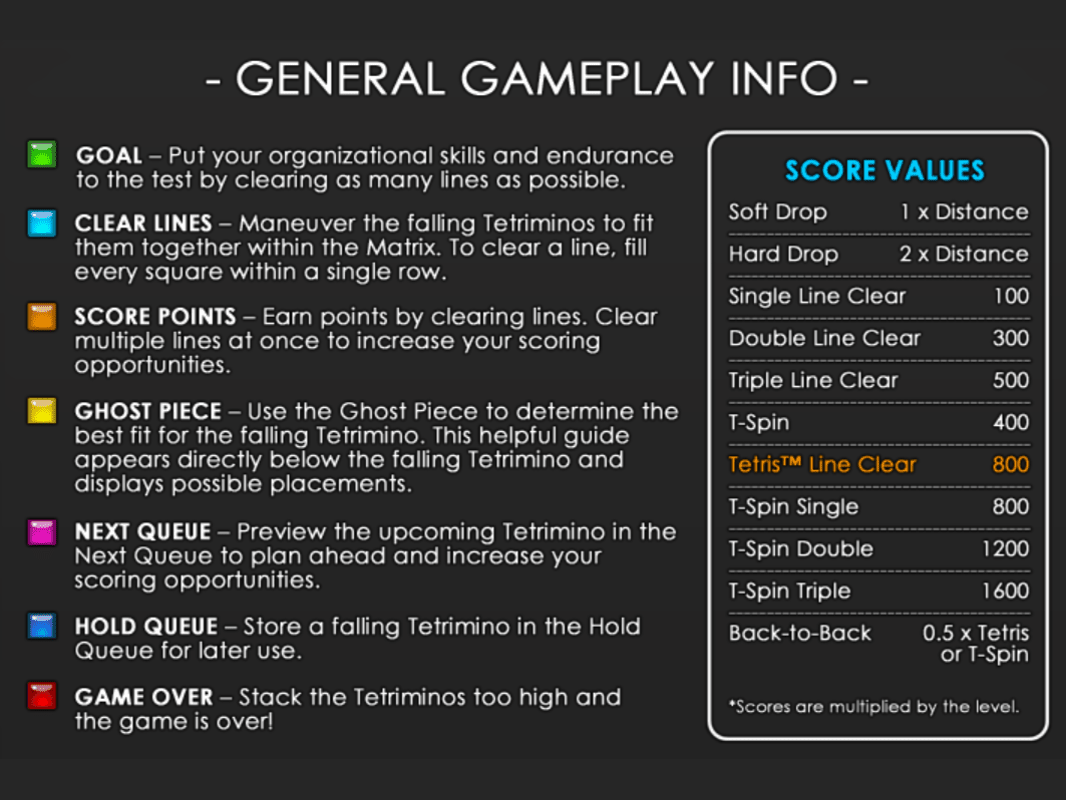 - GENERAL GAMEPLAY INFO -
GOAL – Put your organizational skills and endurance
to the test by clearing as many lines as possible.
CLEAR LINES – Maneuver the falling Tetriminos to fit
them together within the Matrix. To clear a line, fill
every square within a single row.
SCORE POINTS – Earn points by clearing lines. Clear
multiple lines at once to increase your scoring
opportunities.
GHOST PIECE – Use the Ghost Piece to determine the
best fit for the falling Tetrimino. This helpful guide
appears directly below the falling Tetrimino and
displays possible placements.
NEXT QUEUE – Preview the upcoming Tetrimino in the
Next Queue to plan ahead and increase your
scoring opportunities.
HOLD QUEUE – Store a falling Tetrimino in the Hold
Queue for later use.
GAME OVER – Stack the Tetriminos too high and
the game is over!
SCORE VALUES
Soft Drop 1 x Distance
Hard Drop 2 x Distance
Single Line Clear 100
Double Line Clear 300
Triple Line Clear 500
T-Spin 400
Tetris™ Line Clear 800
T-Spin Single 800
T-Spin Double 1200
T-Spin Triple 1600
Back-to-Back 0.5 x Tetris
or T-Spin
*Scores are multiplied by the level.